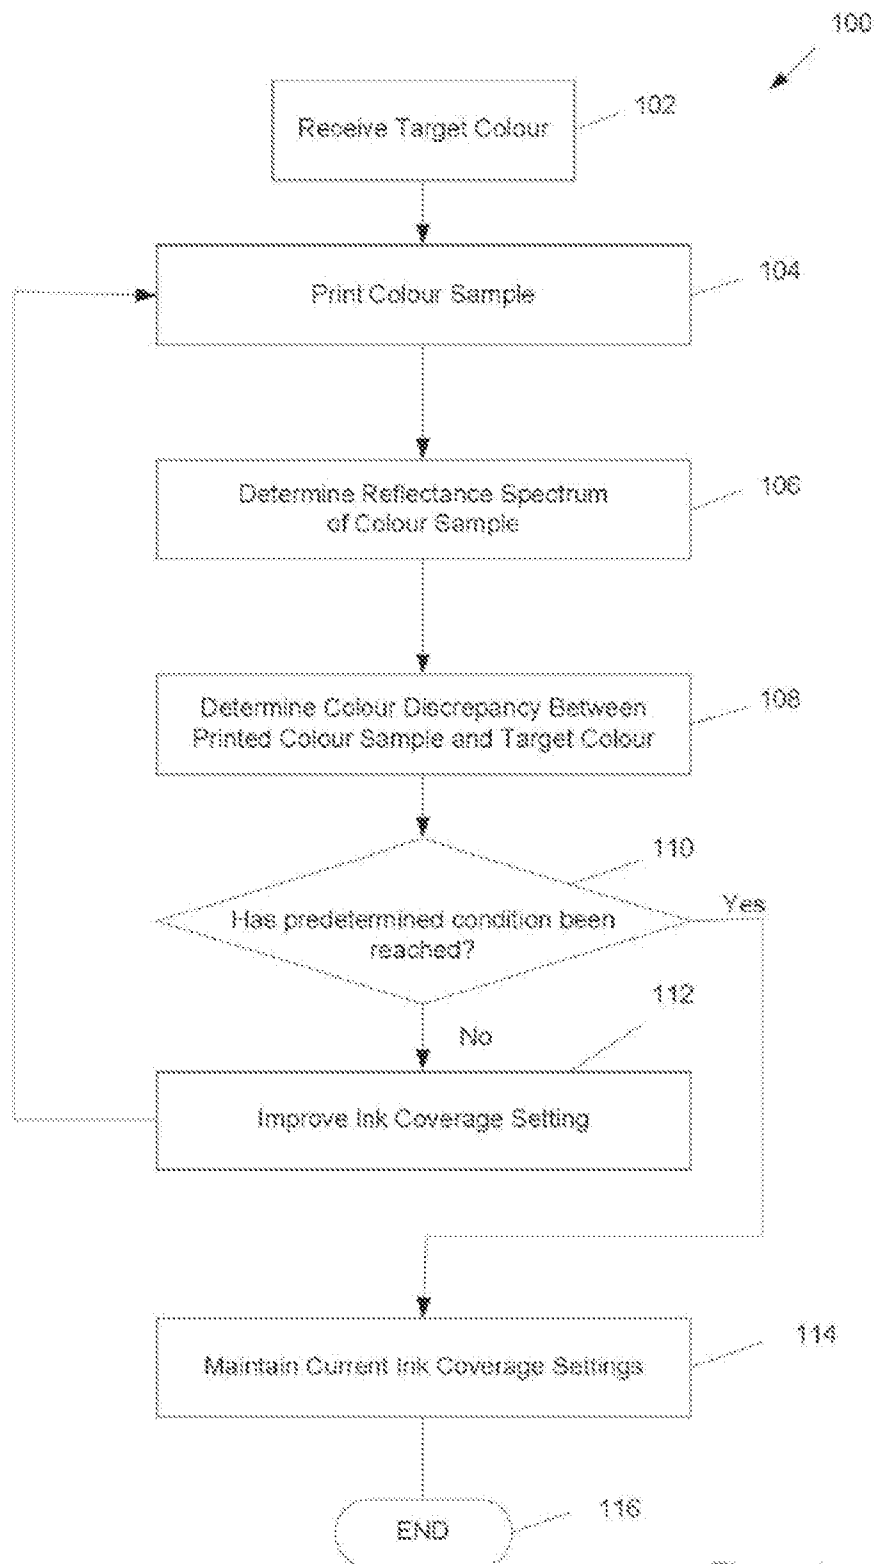 100
Receive Target Colour
102
Print Colour Sample
104
Determine Reflectance Spectrum
of Colour Sample
106
Determine Colour Discrepancy Between
Printed Colour Sample and Target Colour
108
110
Has predetermined condition been
reached?
Yes
No
112
Improve Ink Coverage Setting
Maintain Current Ink Coverage Settings
114
END
116